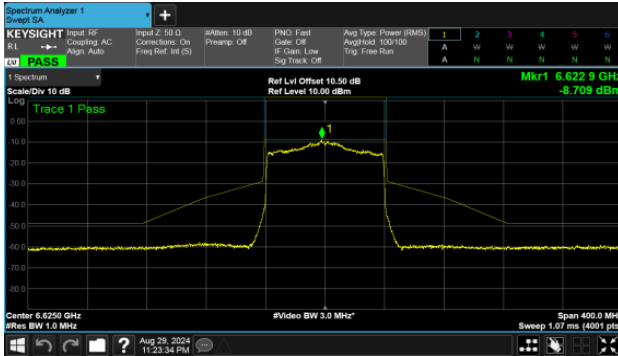 Spectrum Analyzer 1
Swept SA
+
KEYSIGHT
RL
PASS
Input: RF
Coupling: AC
Align: Auto
Input Z: 50 Ω
Corrections: On
Freq Ref: Int (S)
#Atten: 10 dB
Preamp: Off
PNO: Fast
Gate: Off
IF Gain: Low
Sig Track: Off
Avg Type: Power (RMS)
Avg|Hold: 100/100
Trig: Free Run
1 2 3 4 5 6
A W W W W W
A N N N N N
1 Spectrum
Scale/Div 10 dB
Ref Lvl Offset 10.50 dB
Ref Level 10.00 dBm
Mkr1 6.622 9 GHz
-8.709 dBm
Log
Trace 1 Pass
1
0.00
-10.0
-20.0
-30.0
-40.0
-50.0
-60.0
-70.0
-80.0
Center 6.6250 GHz
#Res BW 1.0 MHz
#Video BW 3.0 MHz*
Span 400.0 MHz
Sweep 1.07 ms (4001 pts)
?
Aug 29, 2024
11:23:34 PM